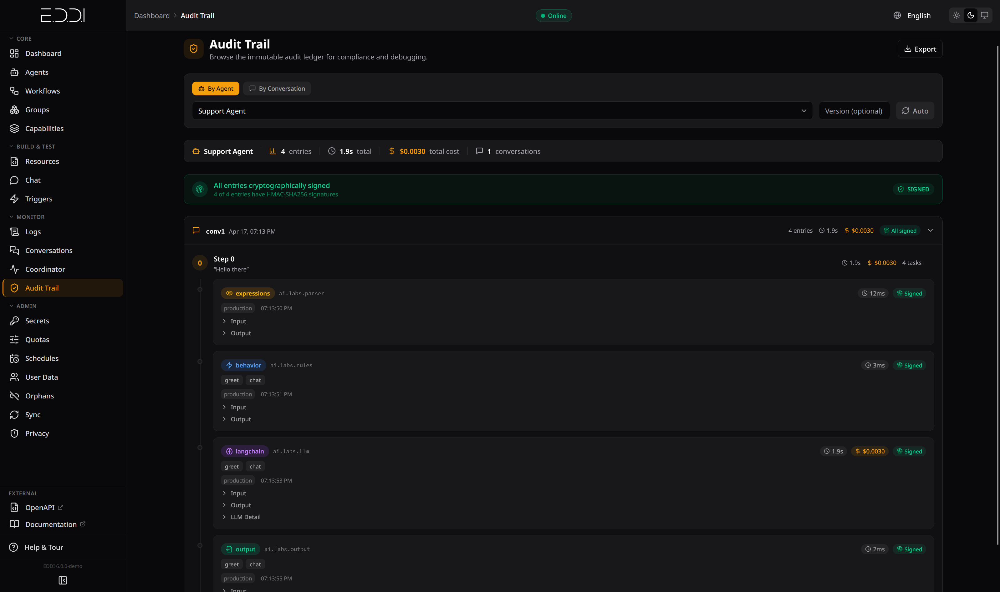 E.D.D.I
CORE
Dashboard
Agents
Workflows
Groups
Capabilities
BUILD & TEST
Resources
Chat
Triggers
MONITOR
Logs
Conversations
Coordinator
Audit Trail
ADMIN
Secrets
Quotas
Schedules
User Data
Orphans
Sync
Privacy
EXTERNAL
OpenAPI
Documentation
Help & Tour
EDDI 6.0.0-demo
Dashboard > Audit Trail
Online
English
Audit Trail
Browse the immutable audit ledger for compliance and debugging.
Export
By Agent By Conversation
Support Agent Version (optional) Auto
Support Agent 4 entries 1.9s total $ $0.0030 total cost 1 conversations
All entries cryptographically signed
4 of 4 entries have HMAC-SHA256 signatures
SIGNED
conv1 Apr 17, 07:13 PM 4 entries 1.9s $ $0.0030 All signed
0
Step 0
“Hello there”
1.9s $ $0.0030 4 tasks
expressions ai.labs.parser 12ms Signed
production 07:13:50 PM
Input
Output
behavior ai.labs.rules 3ms Signed
greet chat
production 07:13:51 PM
Input
Output
langchain ai.labs.llm 1.9s $ $0.0030 Signed
greet chat
production 07:13:53 PM
Input
Output
LLM Detail
output ai.labs.output 2ms Signed
greet chat
production 07:13:55 PM
Input